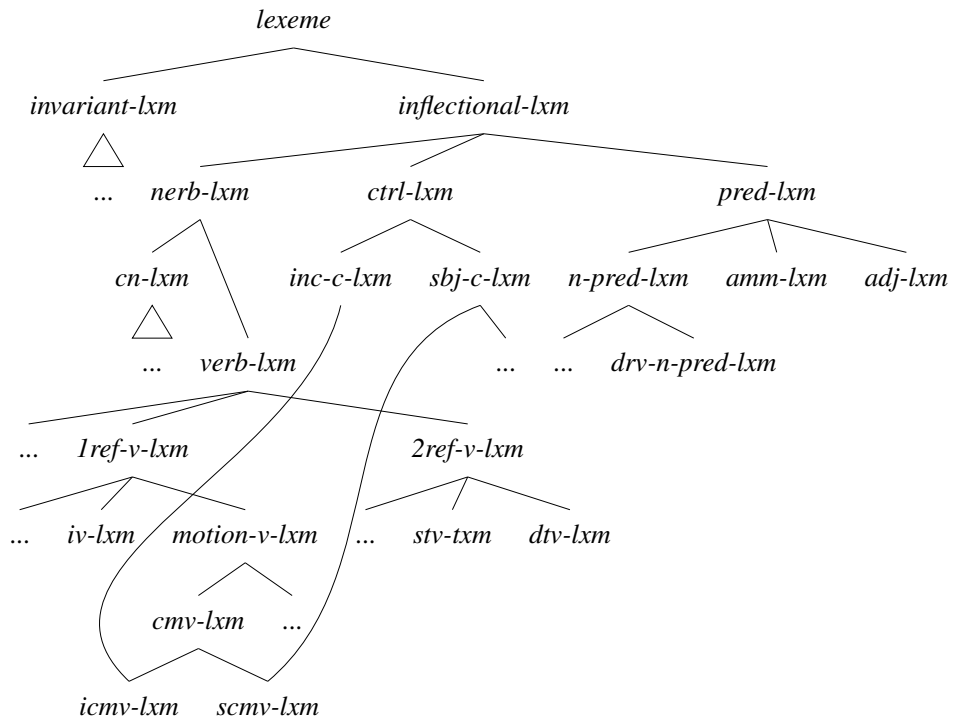 lexeme
invariant-lxm inflectional-lxm
... nerb-lxm ctrl-lxm pred-lxm
cn-lxm inc-c-lxm sbj-c-lxm n-pred-lxm amm-lxm adj-lxm
... verb-lxm ... ... drv-n-pred-lxm
... 1ref-v-lxm 2ref-v-lxm
... iv-lxm motion-v-lxm ... stv-txm dtv-lxm
cmv-lxm ...
icmv-lxm scmv-lxm